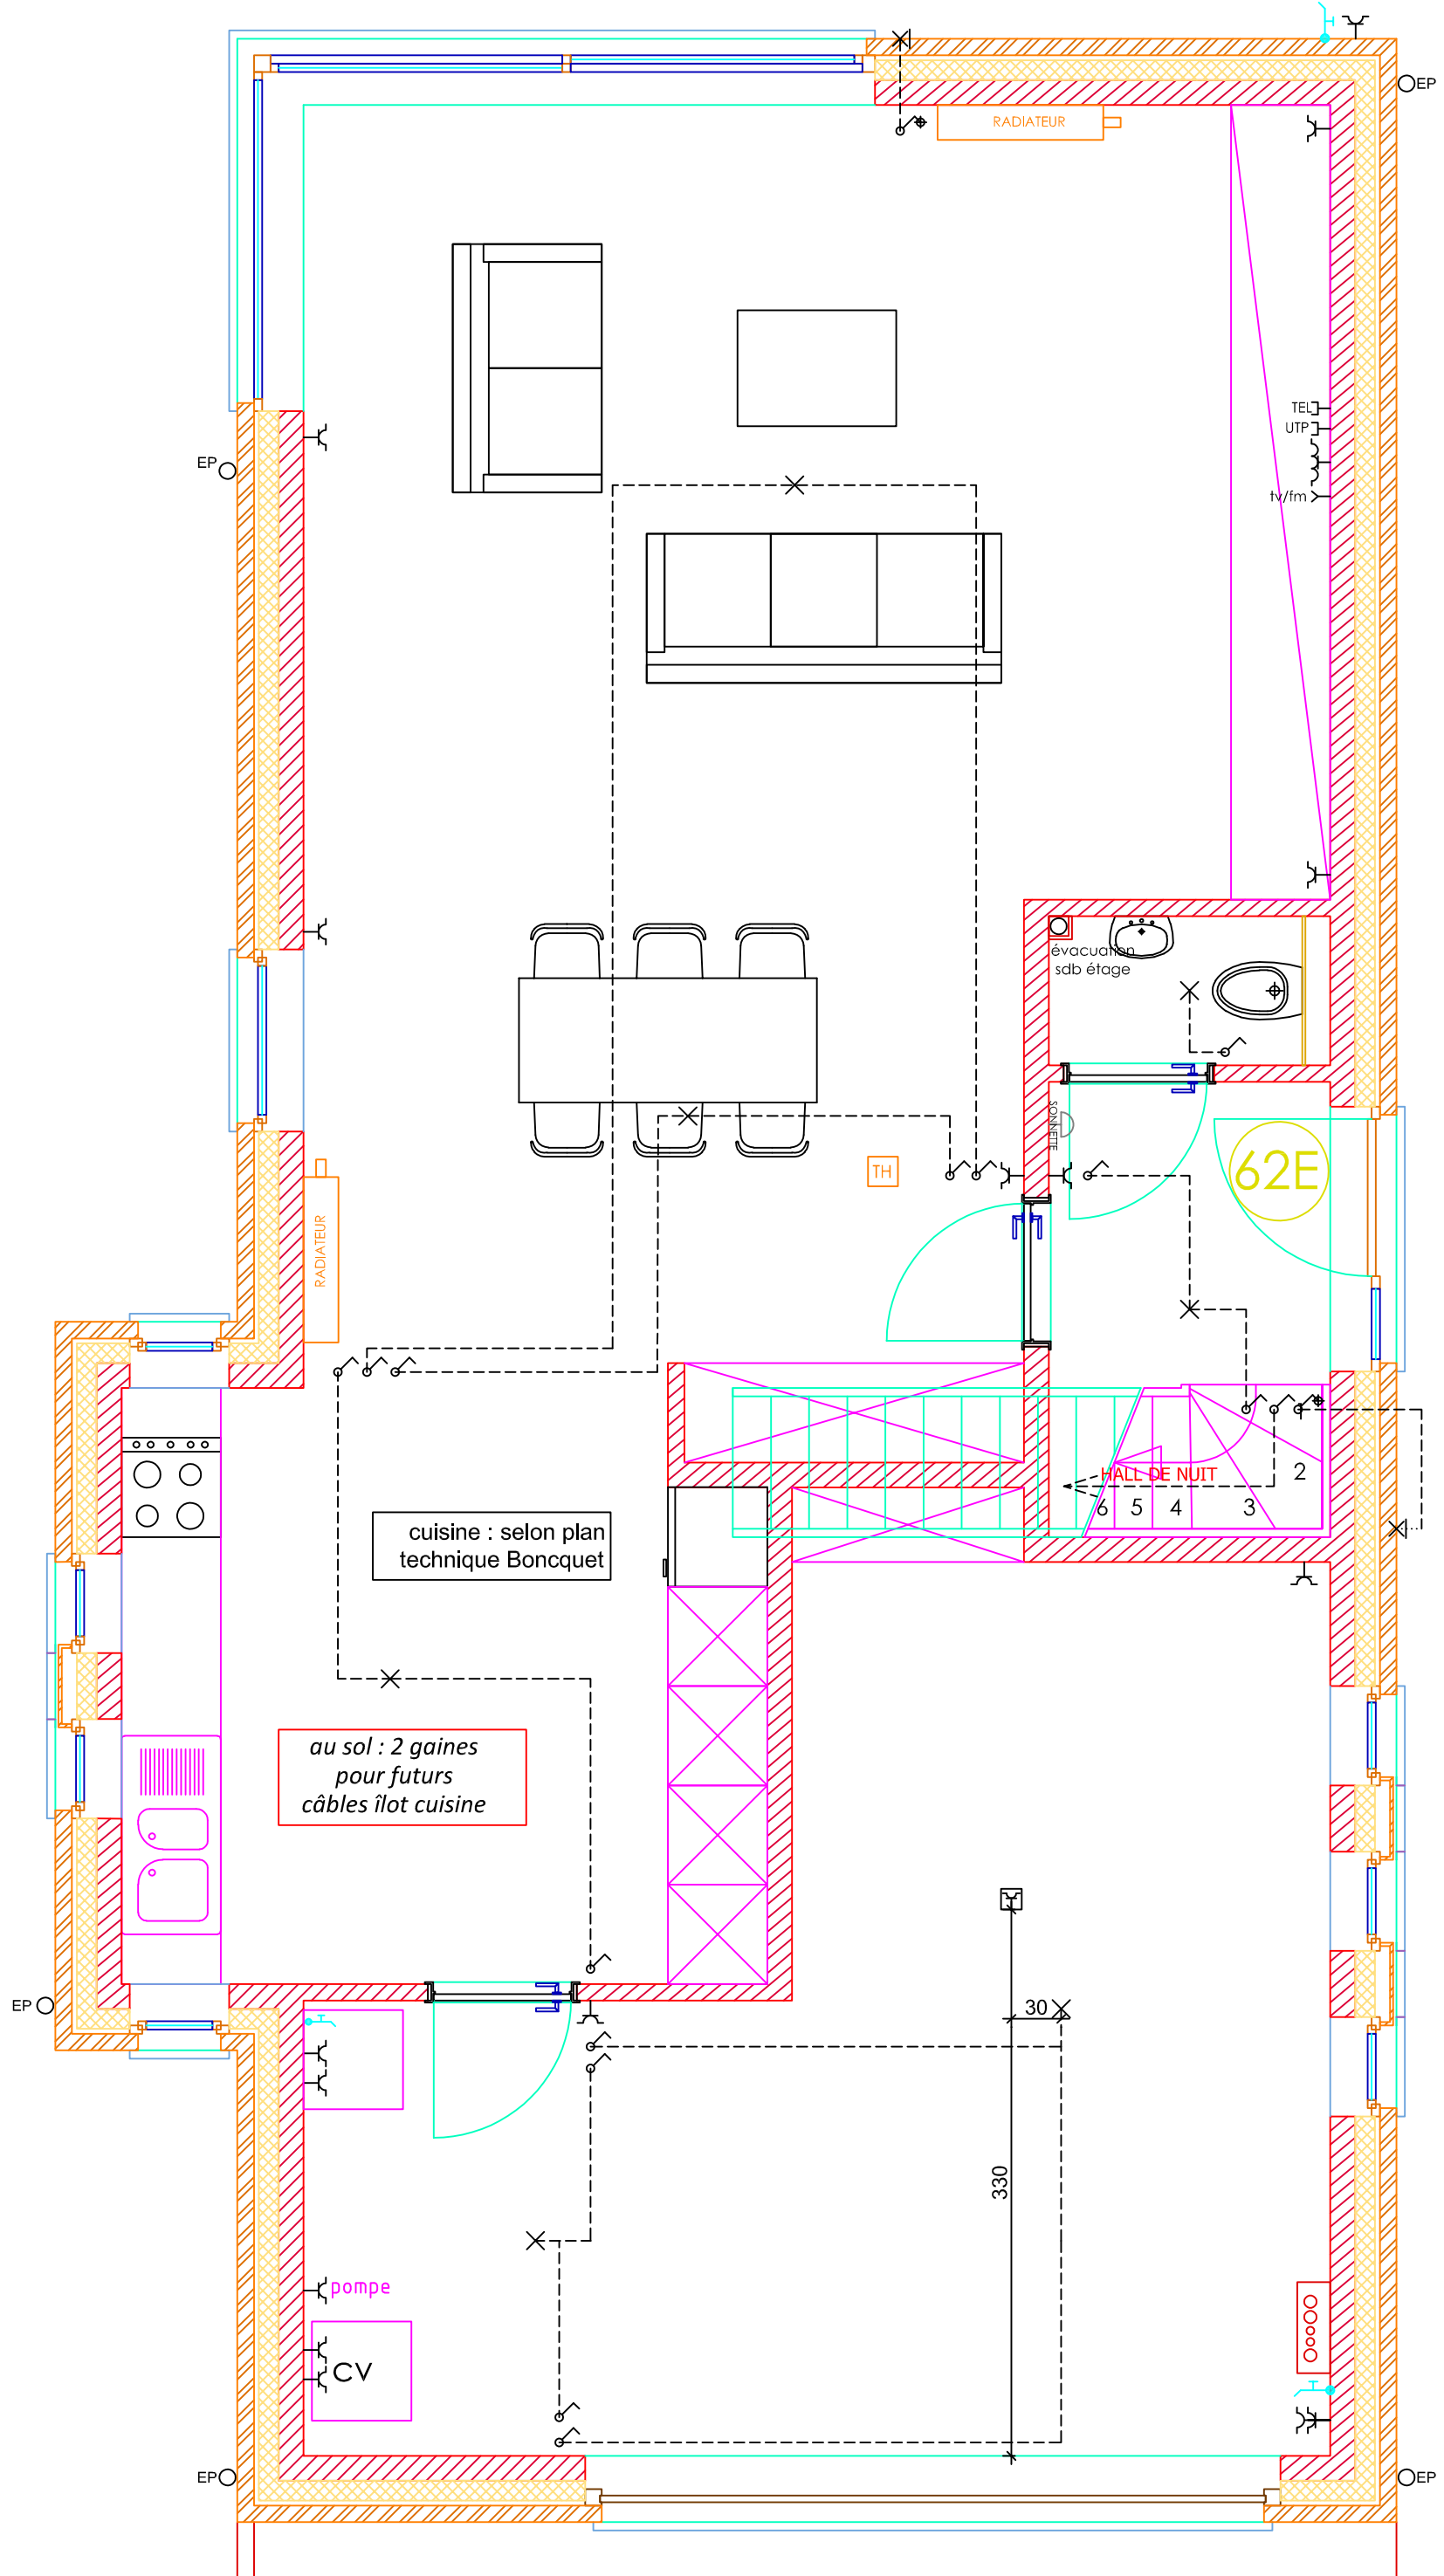 EP
RADIATEUR
TEL
UTP
EP
tv/fm
évacuation
sdb étage
SONNETTE
62E
TH
RADIATEUR
HALL DE NUIT
2
6
5
4
3
cuisine : selon plan
technique Boncquet
au sol : 2 gaines
pour futurs
câbles îlot cuisine
EP
30
330
pompe
CV
EP
EP